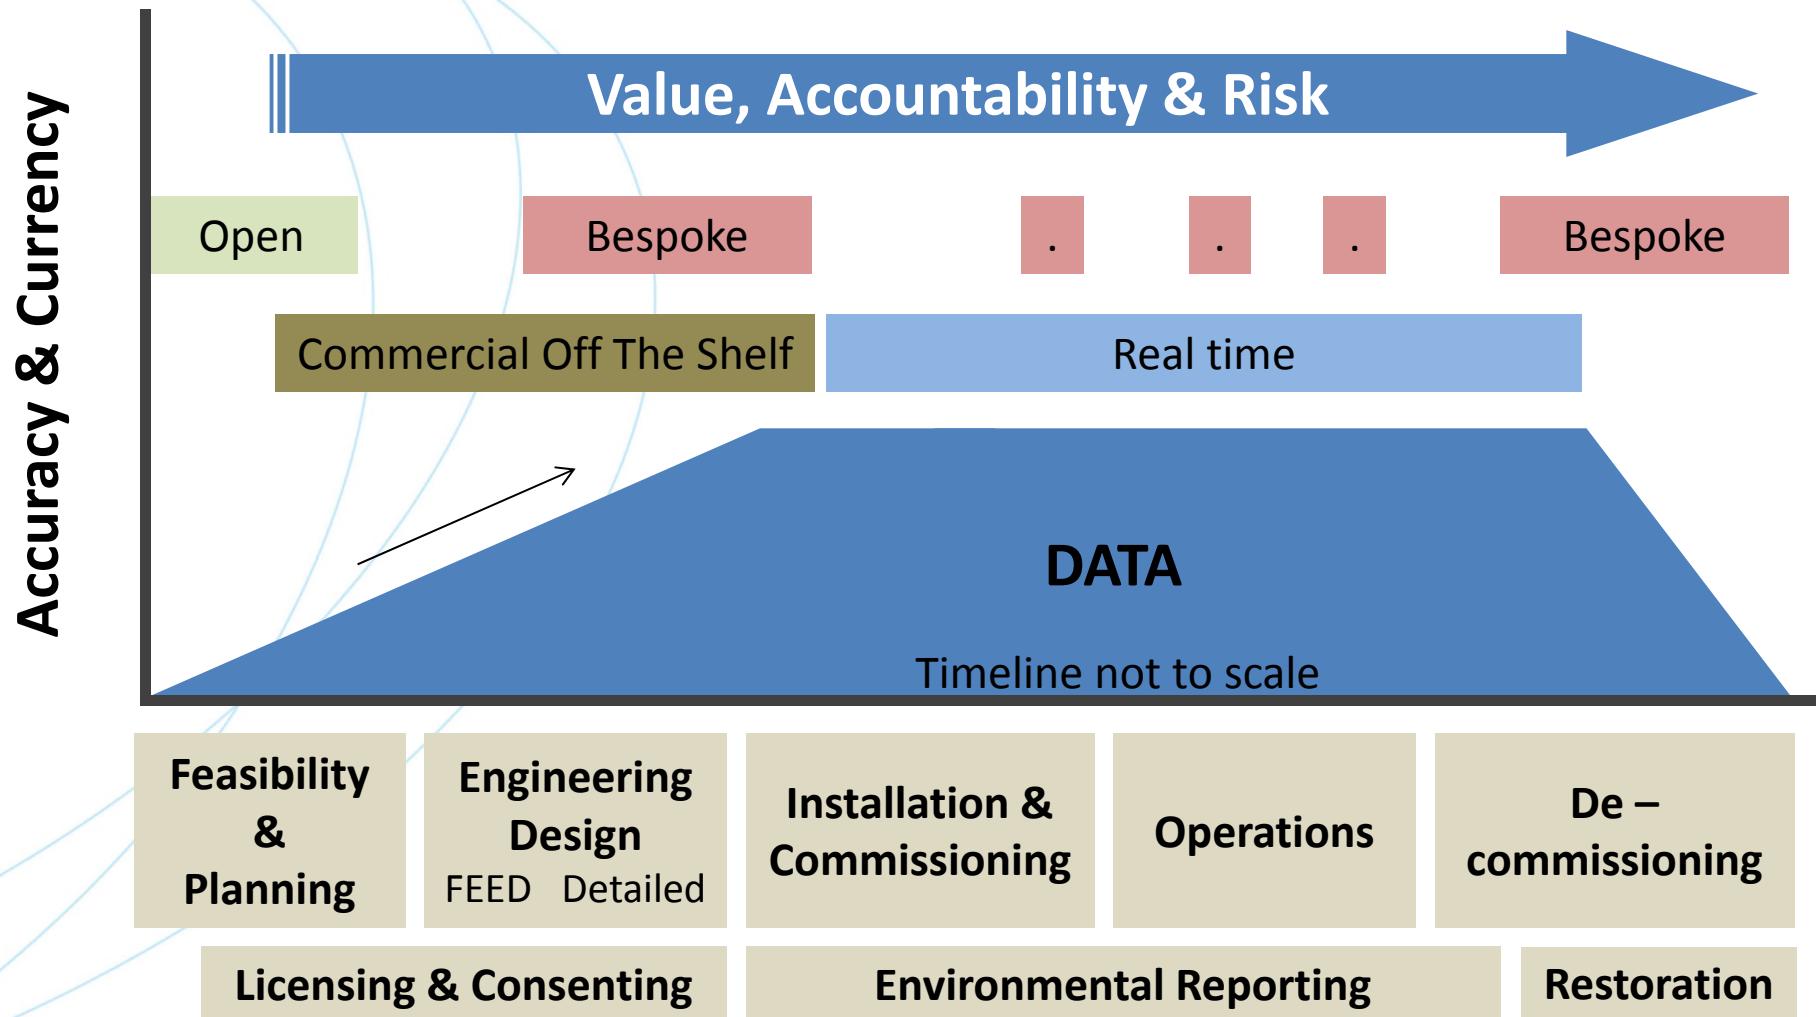 Accuracy & Currency
Value, Accountability & Risk
Open
Bespoke
.
.
.
Bespoke
Commercial Off The Shelf
Real time
DATA
Timeline not to scale
Feasibility
&
Planning
Engineering
Design
FEED Detailed
Installation &
Commissioning
Operations
De –
commissioning
Licensing & Consenting
Environmental Reporting
Restoration